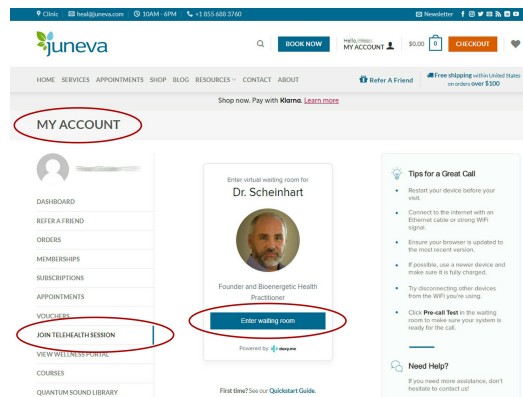 Clinic heal@juneva.com 10AM - 6PM +1 855 688 3760 Newsletter
juneva
BOOK NOW
Hello,
MY ACCOUNT
$0.00 0
CHECKOUT
HOME SERVICES APPOINTMENTS SHOP BLOG RESOURCES CONTACT ABOUT
Refer A Friend
Free shipping within United States
on orders over $100
Shop now. Pay with Klarna. Learn more
MY ACCOUNT
DASHBOARD
REFER A FRIEND
ORDERS
MEMBERSHIPS
SUBSCRIPTIONS
APPOINTMENTS
VOUCHERS
JOIN TELEHEALTH SESSION
VIEW WELLNESS PORTAL
COURSES
QUANTUM SOUND LIBRARY
Enter virtual waiting room for
Dr. Scheinhart
Founder and Bioenergetic Health
Practitioner
Enter waiting room
Powered by doxy.me
First time? See our Quickstart Guide.
Tips for a Great Call
Restart your device before your
visit.
Connect to the internet with an
Ethernet cable or strong WiFi
signal.
Ensure your browser is updated to
the most recent version.
If possible, use a newer device and
make sure it is fully charged.
Try disconnecting other devices
from the WiFi you're using.
Click Pre-call Test in the waiting
room to make sure your system is
ready for the call.
Need Help?
If you need more assistance, don't
hesitate to contact us!